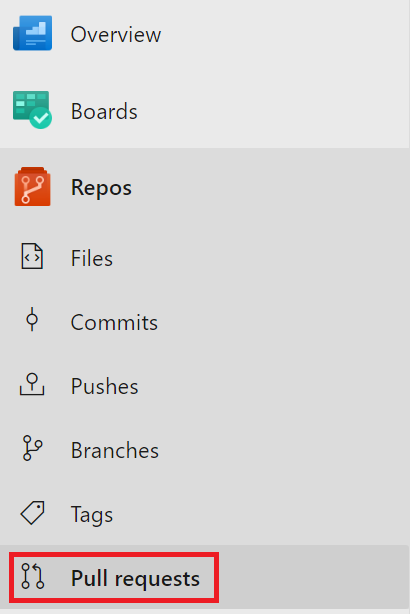 Overview
Boards
Repos
Files
Commits
Pushes
Branches
Tags
Pull requests